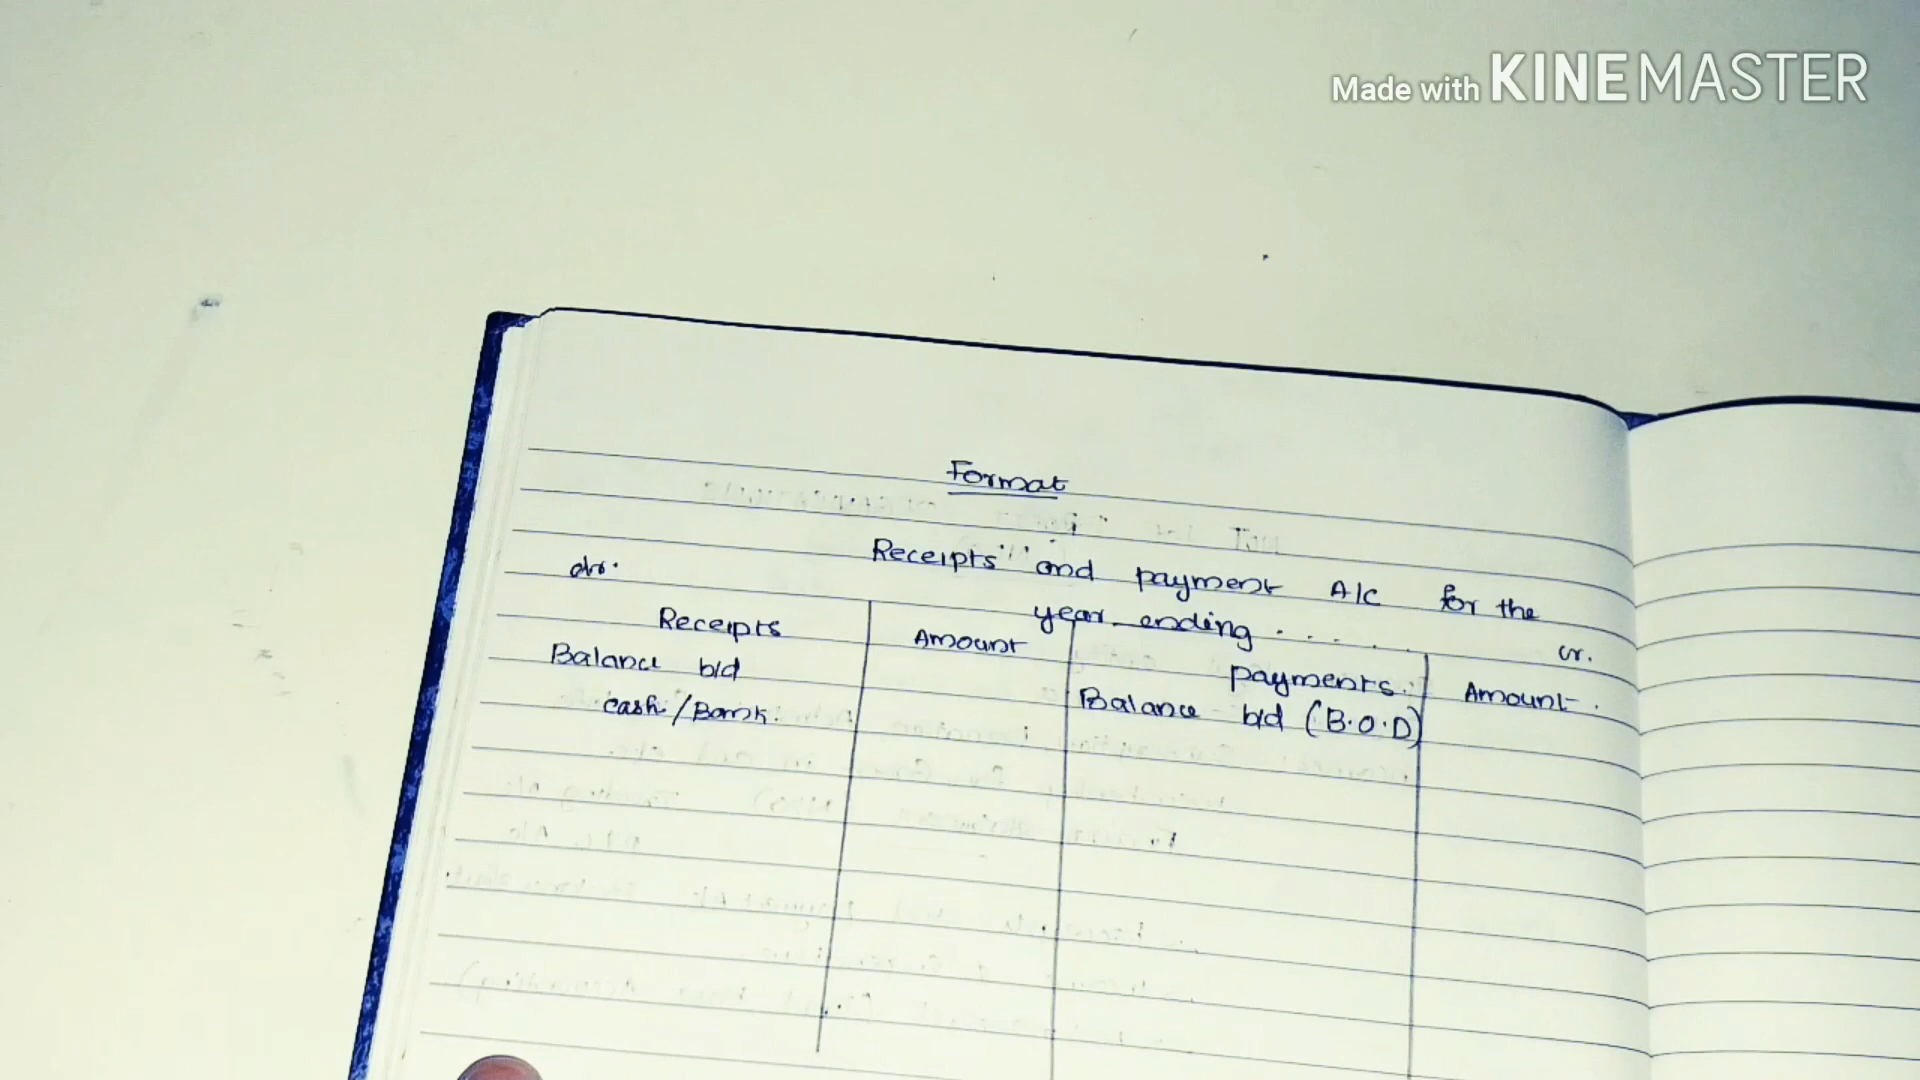 Made with KINEMASTER
Format
Receipts and payment A/c for the
year ending . . . .
dr.
cr.
Receipts Amount payments. Amount.
Balance b/d Balance b/d (B.O.D)
cash/Bank.